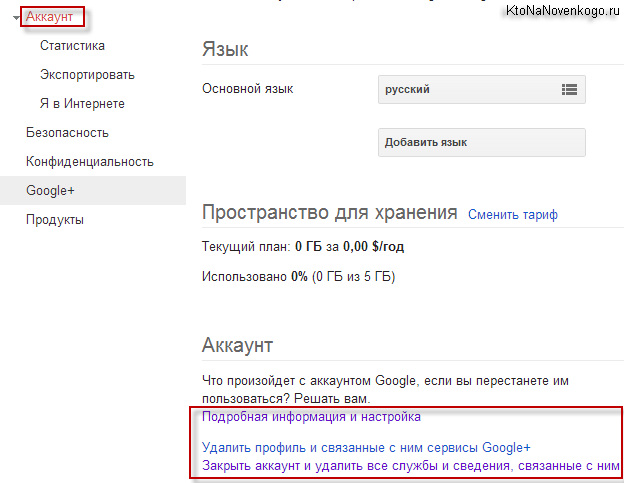 KtoNaNovenkogo.ru
Аккаунт
Статистика
Экспортировать
Я в Интернете
Безопасность
Конфиденциальность
Google+
Продукты
Язык
Основной язык
русский
Добавить язык
Пространство для хранения Сменить тариф
Текущий план: 0 ГБ за 0,00 $/год
Использовано 0% (0 ГБ из 5 ГБ)
Аккаунт
Что произойдет с аккаунтом Google, если вы перестанете им
пользоваться? Решать вам.
Подробная информация и настройка
Удалить профиль и связанные с ним сервисы Google+
Закрыть аккаунт и удалить все службы и сведения, связанные с ним